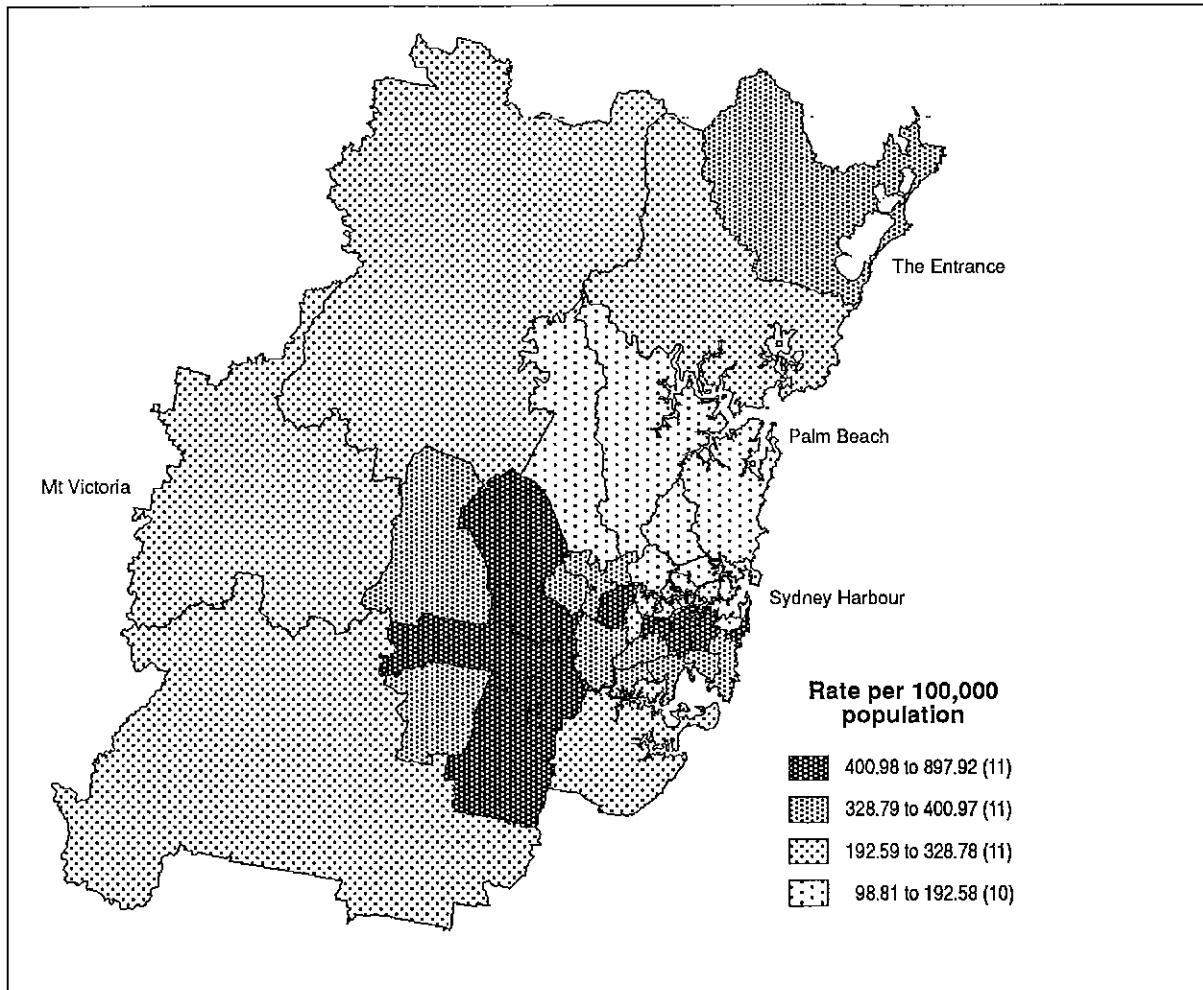 The Entrance
Palm Beach
Mt Victoria
Sydney Harbour
Rate per 100,000
population
400.98 to 897.92 (11)
328.79 to 400.97 (11)
192.59 to 328.78 (11)
98.81 to 192.58 (10)